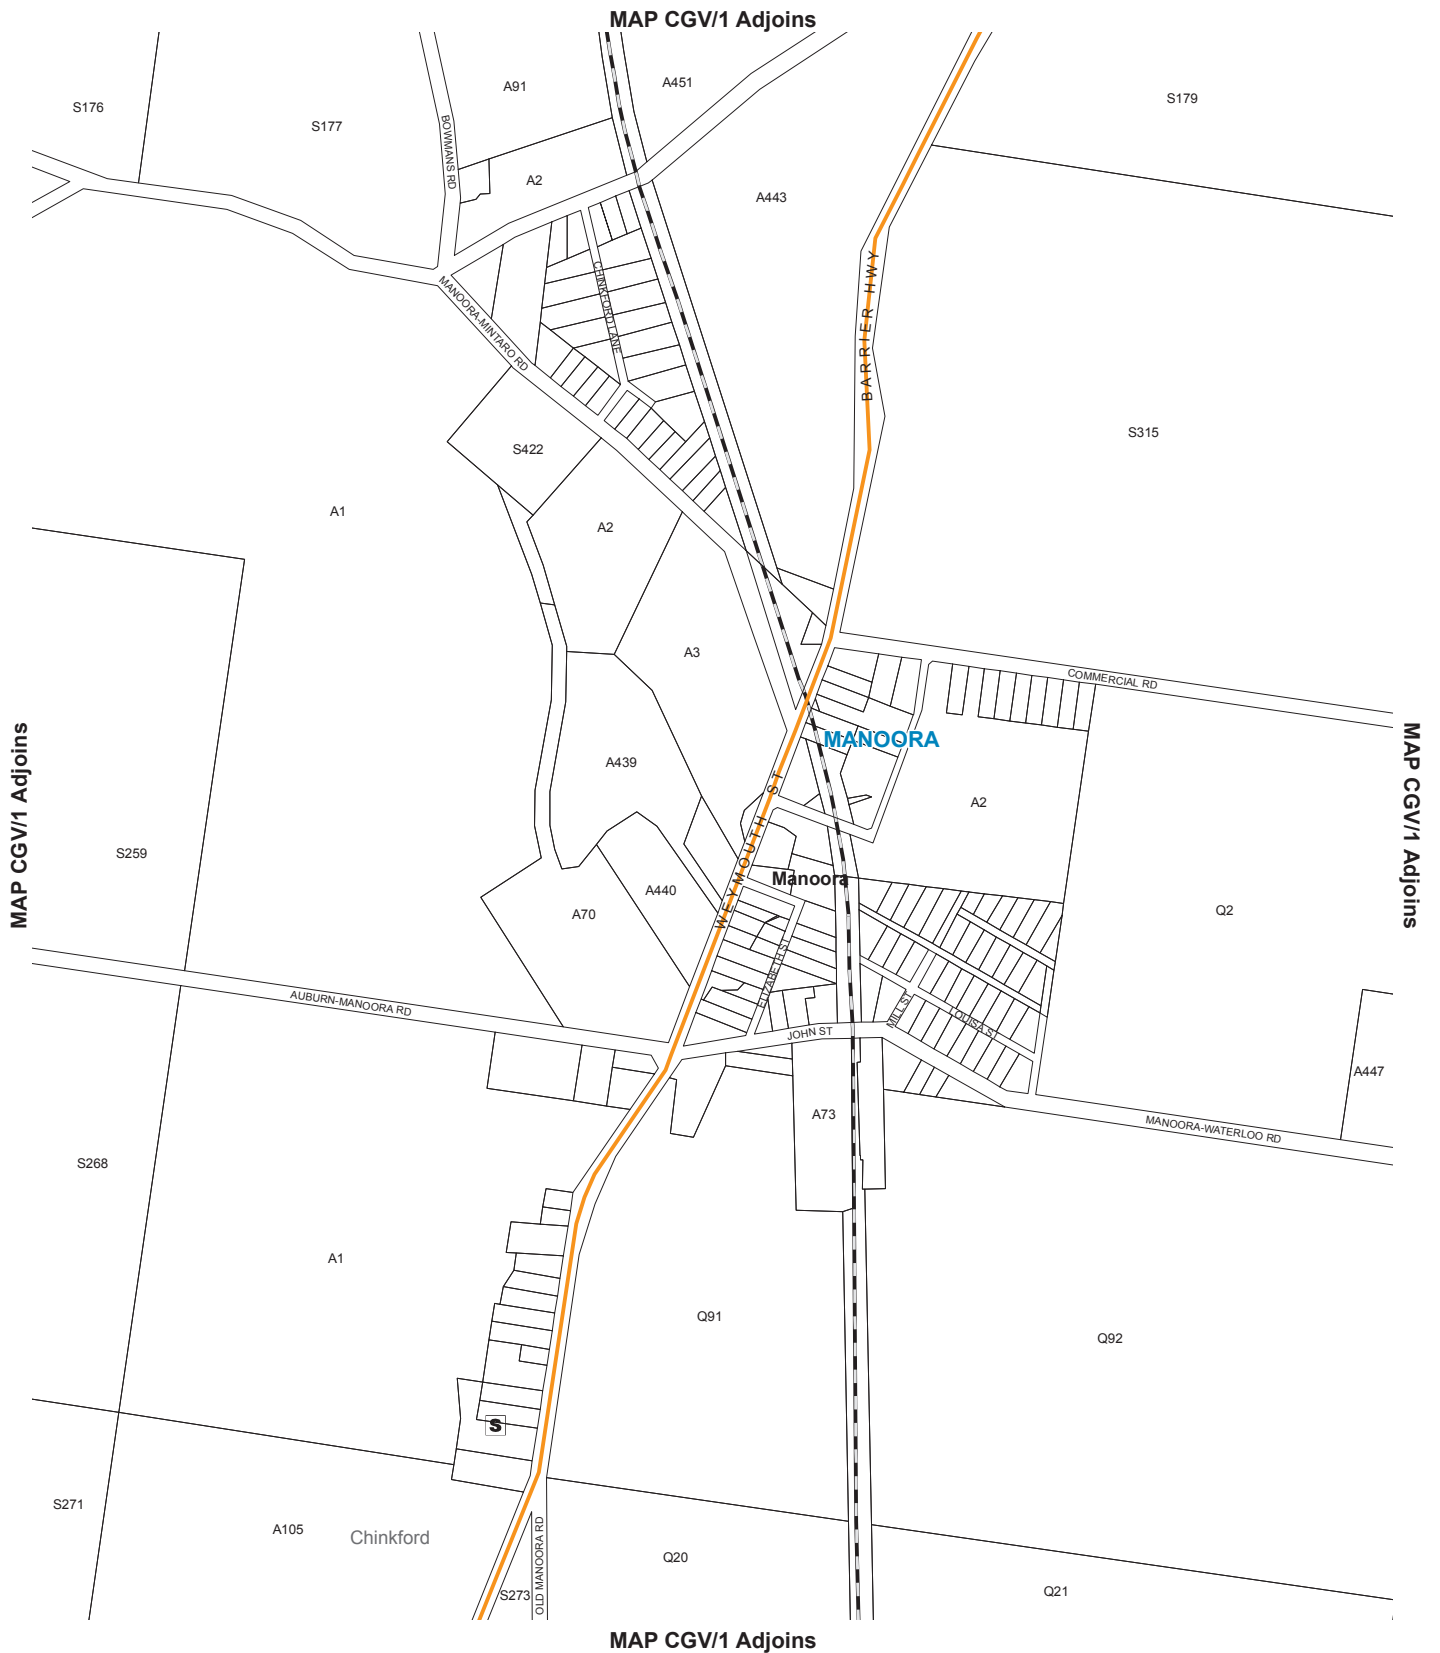 MAP CGV/1 Adjoins
A91
A451
S179
S176
S177
BOWMANS RD
A2
A443
CHINKFORD LANE
BARRIER HWY
MANOORA-MINTARO RD
S422
S315
A1
A2
A3
COMMERCIAL RD
MANOORA
MAP CGV/1 Adjoins
MAP CGV/1 Adjoins
A439
A2
WEYMOUTH ST
S259
Manoora
A440
A70
Q2
ELIZABETH ST
AUBURN-MANOORA RD
MILL ST
LOUISA ST
JOHN ST
A447
A73
MANOORA-WATERLOO RD
S268
A1
Q91
Q92
S
S271
A105
Chinkford
OLD MANOORA RD
Q20
S273
Q21
MAP CGV/1 Adjoins